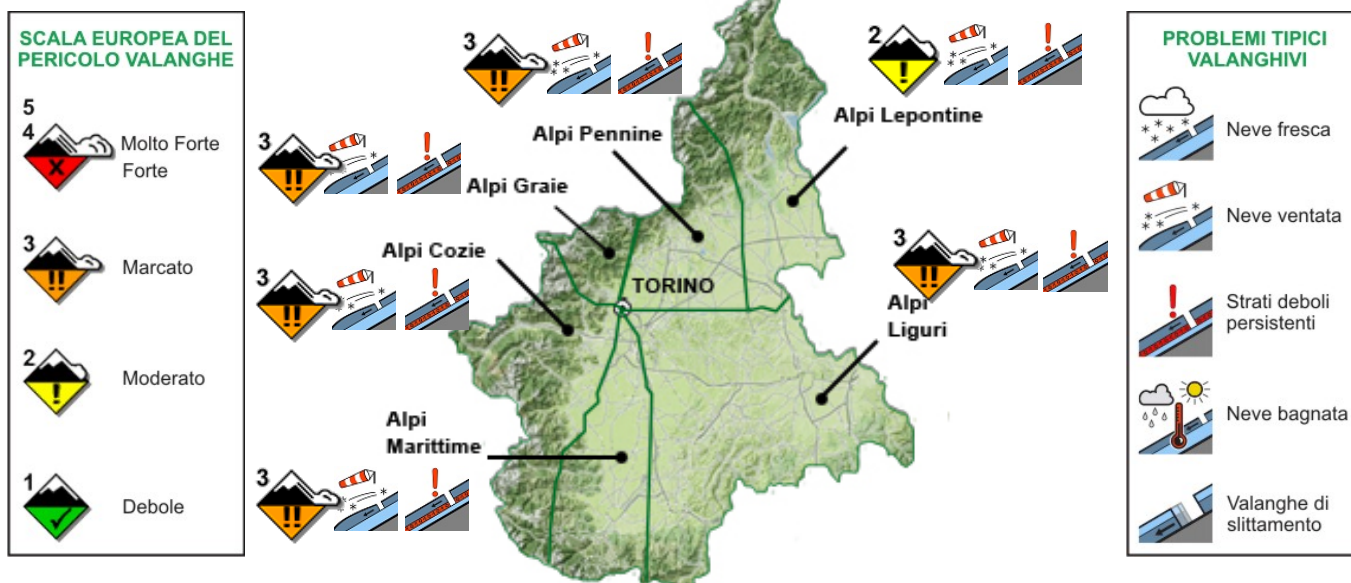 SCALA EUROPEA DEL
PERICOLO VALANGHE
5
4
Molto Forte
Forte
3
Marcato
2
Moderato
1
Debole
3
2
3
3
3
3
Alpi Pennine
Alpi Lepontine
Alpi Graie
Alpi Cozie
TORINO
Alpi
Liguri
Alpi
Marittime
PROBLEMI TIPICI
VALANGHIVI
Neve fresca
Neve ventata
Strati deboli
persistenti
Neve bagnata
Valanghe di
slittamento